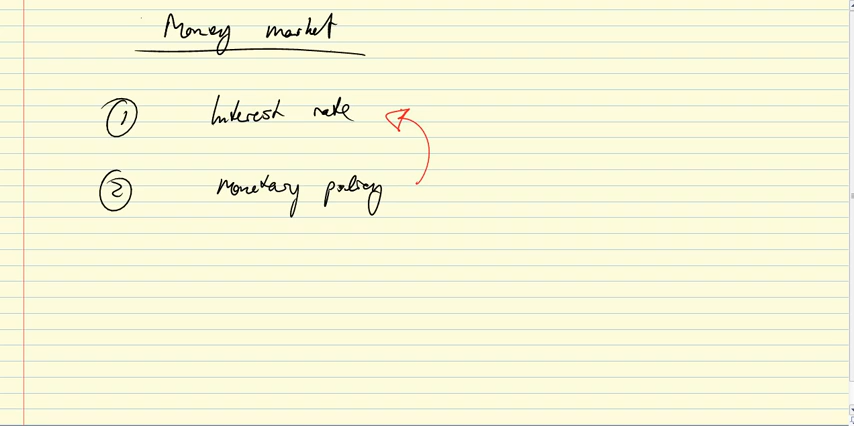 Money market
① Interest rate
② Monetary policy